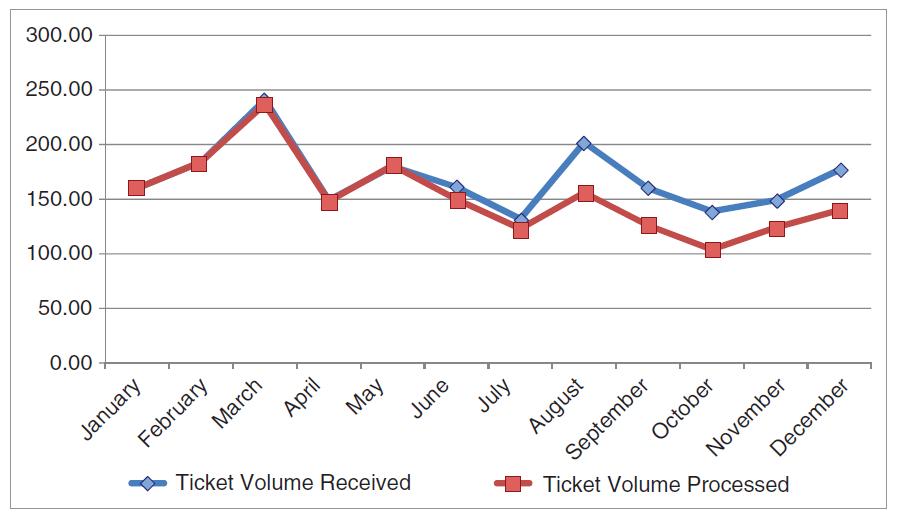 300.00
250.00
200.00
150.00
100.00
50.00
0.00
January
February
March
April
May
June
July
August
September
October
November
December
Ticket Volume Received
Ticket Volume Processed